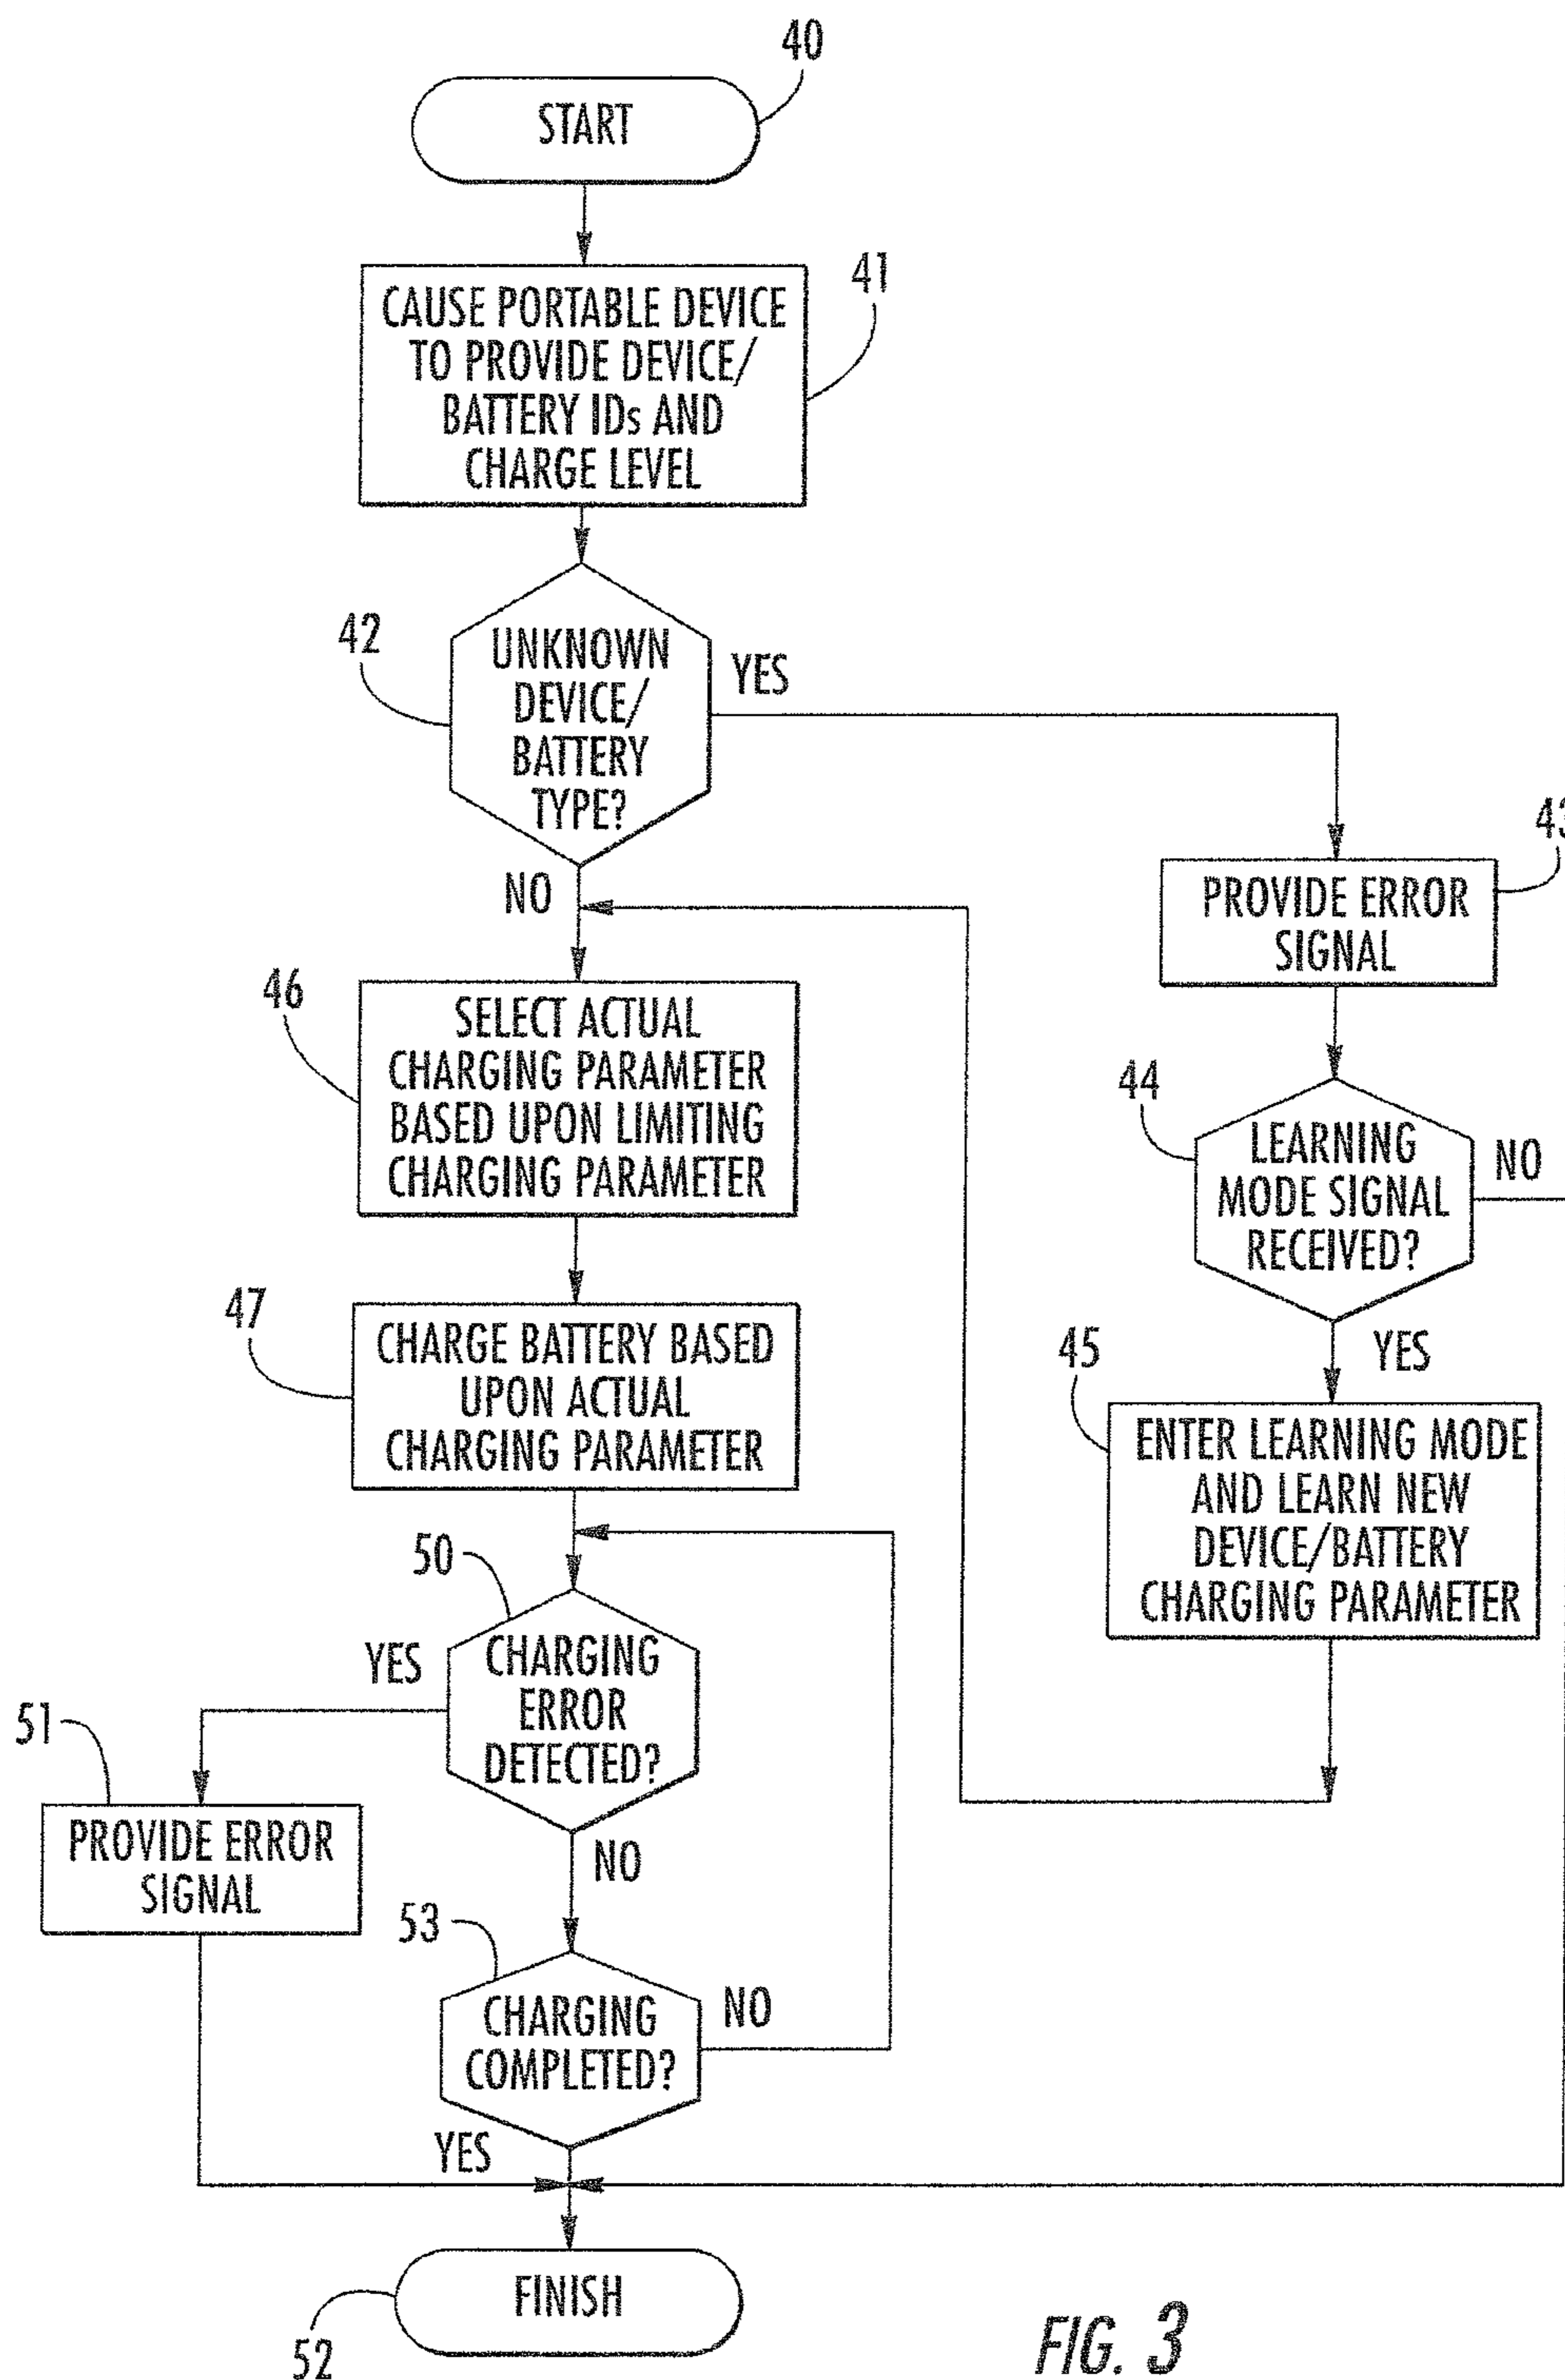 40
START
41
CAUSE PORTABLE DEVICE
TO PROVIDE DEVICE/
BATTERY IDs AND
CHARGE LEVEL
42
UNKNOWN
DEVICE/
BATTERY
TYPE?
YES
NO
43
PROVIDE ERROR
SIGNAL
46
SELECT ACTUAL
CHARGING PARAMETER
BASED UPON LIMITING
CHARGING PARAMETER
44
LEARNING
MODE SIGNAL
RECEIVED?
NO
YES
47
CHARGE BATTERY BASED
UPON ACTUAL
CHARGING PARAMETER
45
ENTER LEARNING MODE
AND LEARN NEW
DEVICE/BATTERY
CHARGING PARAMETER
50
CHARGING
ERROR
DETECTED?
YES
NO
51
PROVIDE ERROR
SIGNAL
53
CHARGING
COMPLETED?
NO
YES
FINISH
52
FIG. 3